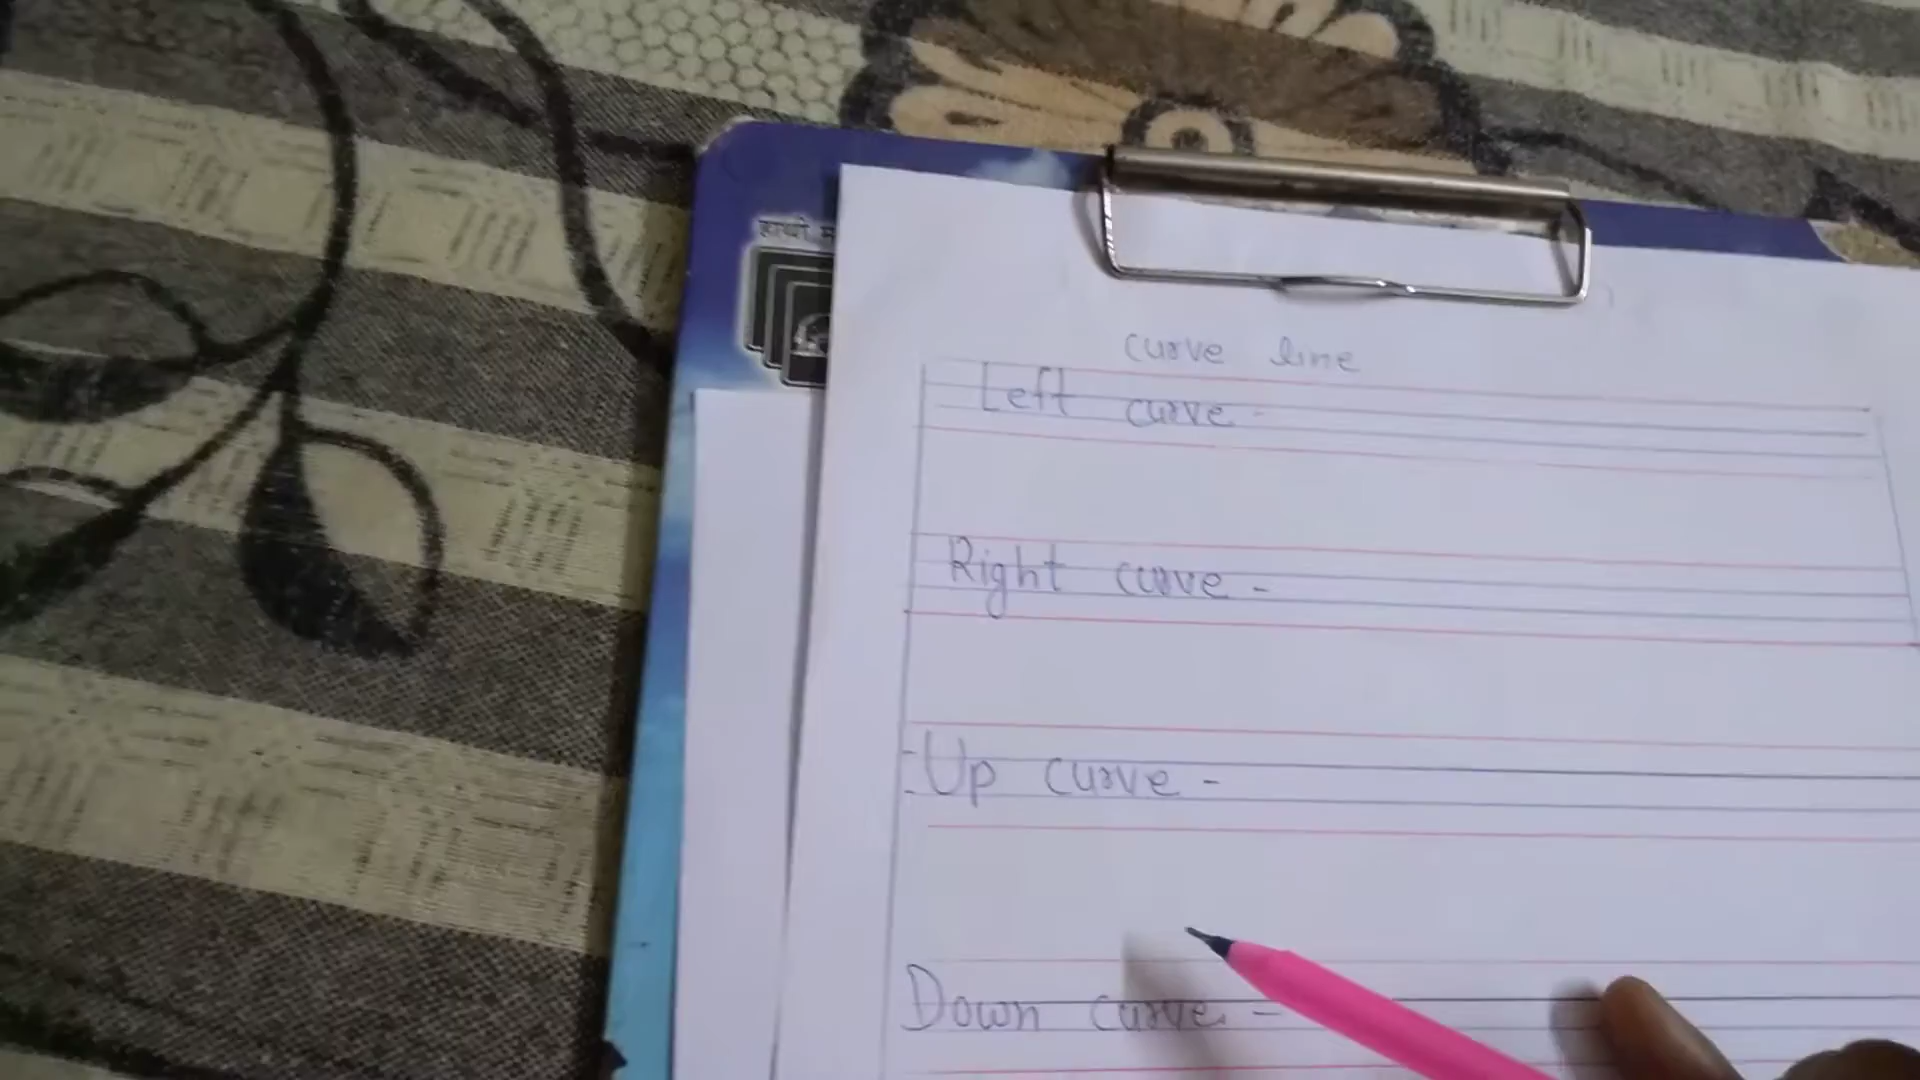 हाथी म
curve line
Left curve -
Right curve -
Up curve -
Down curve -